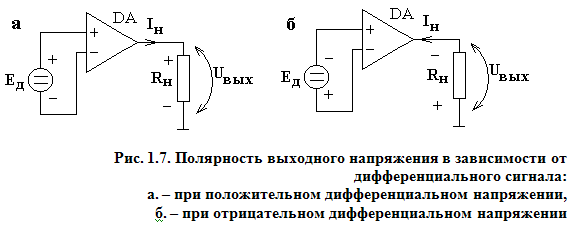 а
DA
Iн
+
−
+
−
Eд
+
−
Rн
Uвых
б
DA
Iн
+
−
−
+
Eд
−
+
Rн
Uвых
Рис. 1.7. Полярность выходного напряжения в зависимости от
дифференциального сигнала:
а. – при положительном дифференциальном напряжении,
б. – при отрицательном дифференциальном напряжении